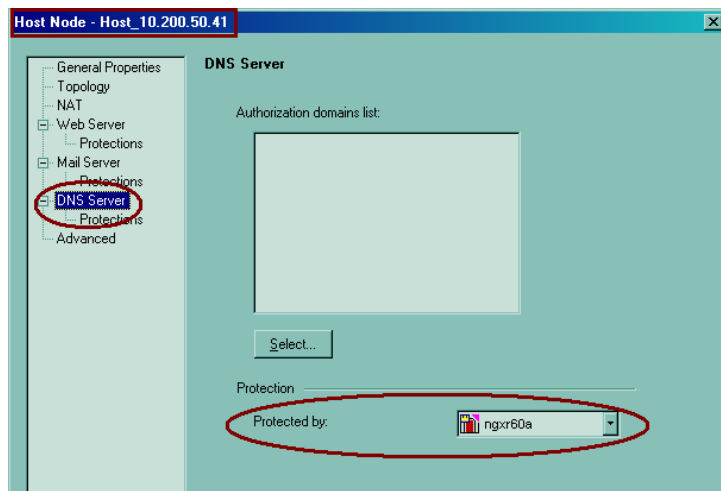 Host Node - Host_10.200.50.41
General Properties
Topology
NAT
Web Server
Protections
Mail Server
Protections
DNS Server
Protections
Advanced
DNS Server
Authorization domains list:
Select...
Protection
Protected by:
ngxr60a